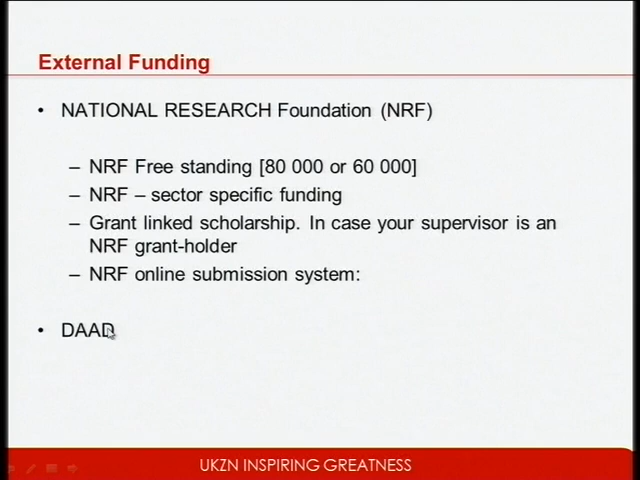 External Funding
• NATIONAL RESEARCH Foundation (NRF)
– NRF Free standing [80 000 or 60 000]
– NRF – sector specific funding
– Grant linked scholarship. In case your supervisor is an
NRF grant-holder
– NRF online submission system:
• DAAD
UKZN INSPIRING GREATNESS